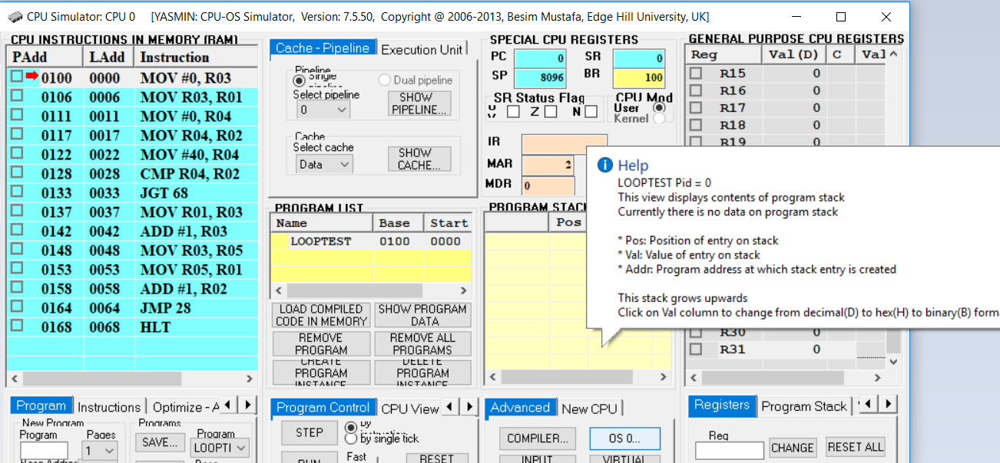 CPU Simulator: CPU 0 [YASMIN: CPU-OS Simulator, Version: 7.5.50, Copyright @ 2006-2013, Besim Mustafa, Edge Hill University, UK]
CPU INSTRUCTIONS IN MEMORY (RAM)
PAdd LAdd Instruction
0100 0000 MOV #0, R03
0106 0006 MOV R03, R01
0111 0011 MOV #0, R04
0117 0017 MOV R04, R02
0122 0022 MOV #40, R04
0128 0028 CMP R04, R02
0133 0033 JGT 68
0137 0037 MOV R01, R03
0142 0042 ADD #1, R03
0148 0048 MOV R03, R05
0153 0053 MOV R05, R01
0158 0058 ADD #1, R02
0164 0064 JMP 28
0168 0068 HLT
Program Instructions Optimize - A
New Program
Program Pages
1
Base Address
Programs
SAVE... Program
LOOPTI
Base
Cache - Pipeline Execution Unit
Pipeline
Single pipeline Dual pipeline
Select pipeline
0
SHOW
PIPELINE...
Cache
Select cache
Data
SHOW
CACHE...
PROGRAM LIST
Name Base Start
LOOPTEST 0100 0000
LOAD COMPILED
CODE IN MEMORY
SHOW PROGRAM
DATA
REMOVE
PROGRAM
REMOVE ALL
PROGRAMS
CREATE
PROGRAM
INSTANCE
DELETE
PROGRAM
INSTANCE
Program Control CPU View
STEP
by instruction
by single tick
RUN
Fast
RESET
SPECIAL CPU REGISTERS
PC 0 SR 0
SP 8096 BR 100
SR Status Flag
Z N
CPU Mod
User
Kernel
IR
MAR 2
MDR 0
PROGRAM STACK
Pos
Advanced New CPU
COMPILER... OS 0...
INPUT VIRTUAL
GENERAL PURPOSE CPU REGISTERS
Reg Val (D) C Val
R15 0
R16 0
R17 0
R18 0
R19 0
R30 0
R31 0
Registers Program Stack
Reg
CHANGE RESET ALL
Help
LOOPTEST Pid = 0
This view displays contents of program stack
Currently there is no data on program stack
* Pos: Position of entry on stack
* Val: Value of entry on stack
* Addr: Program address at which stack entry is created
This stack grows upwards
Click on Val column to change from decimal(D) to hex(H) to binary(B) forma